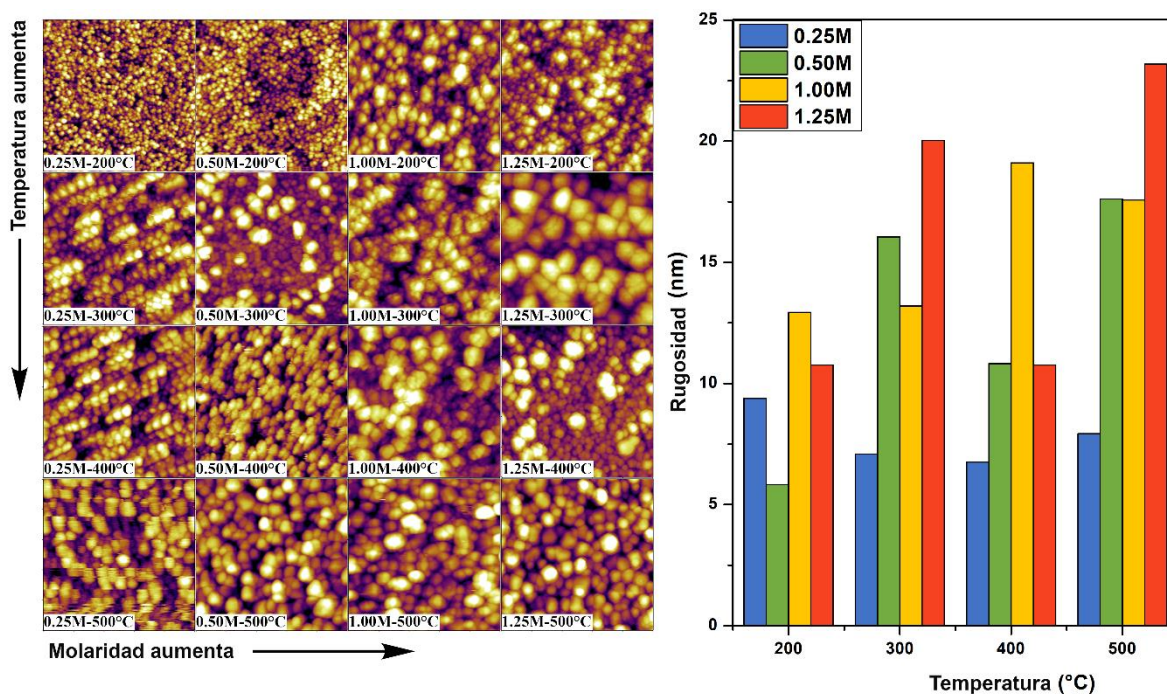 Temperatura aumenta
0.25M-200°C
0.50M-200°C
1.00M-200°C
1.25M-200°C
0.25M-300°C
0.50M-300°C
1.00M-300°C
1.25M-300°C
0.25M-400°C
0.50M-400°C
1.00M-400°C
1.25M-400°C
0.25M-500°C
0.50M-500°C
1.00M-500°C
1.25M-500°C
Molaridad aumenta
Rugosidad (nm)
25
20
15
10
5
0
0.25M
0.50M
1.00M
1.25M
200
300
400
500
Temperatura (°C)